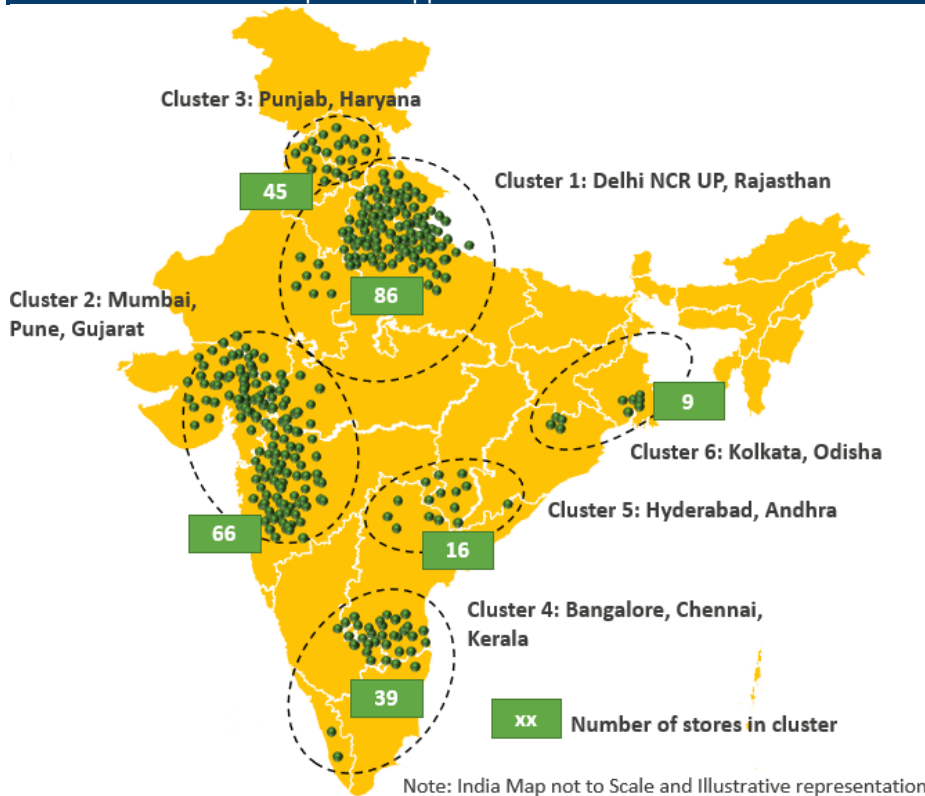 Cluster 3: Punjab, Haryana
45
Cluster 1: Delhi NCR UP, Rajasthan
86
Cluster 2: Mumbai,
Pune, Gujarat
9
Cluster 6: Kolkata, Odisha
Cluster 5: Hyderabad, Andhra
66
16
Cluster 4: Bangalore, Chennai,
Kerala
39
xx
Number of stores in cluster
Note: India Map not to Scale and Illustrative representation